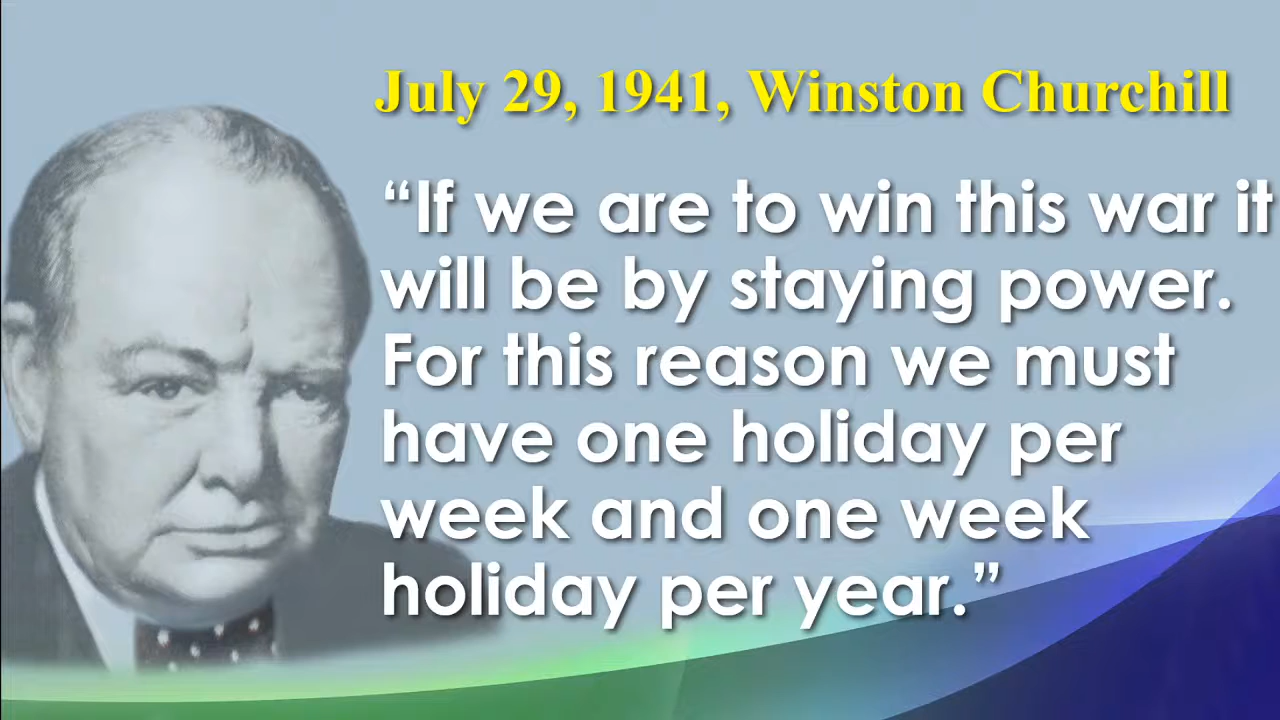 July 29, 1941, Winston Churchill
“If we are to win this war it
will be by staying power.
For this reason we must
have one holiday per
week and one week
holiday per year.”